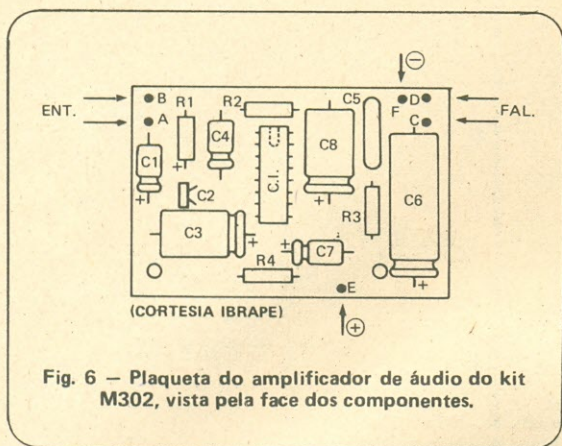 ⊖
B R1 R2 C5 D
ENT. F FAL.
A C
C4 C8
C1 C.I.
C2 C6
R3
C3
C7
R4
E
(CORTESIA IBRAPE)
⊕
Fig. 6 — Plaqueta do amplificador de áudio do kit
M302, vista pela face dos componentes.